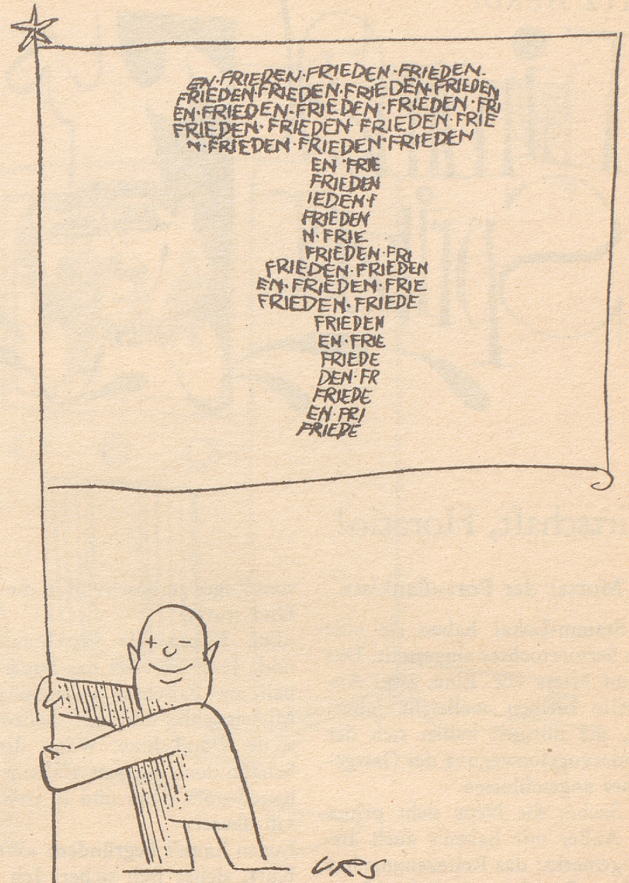 EN·FRIEDEN·FRIEDEN·FRIEDEN·
FRIEDEN·FRIEDEN·FRIEDEN·FRIEDEN
EN·FRIEDEN·FRIEDEN·FRIEDEN·FRI
FRIEDEN·FRIEDEN·FRIEDEN·FRIE
N·FRIEDEN·FRIEDEN·FRIEDEN
EN·FRIE
FRIEDEN
IEDEN·F
FRIEDEN
N·FRIE
FRIEDEN·FRI
FRIEDEN·FRIEDEN
EN·FRIEDEN·FRIE
FRIEDEN·FRIEDE
FRIEDEN
EN·FRIE
FRIEDE
DEN·FR
FRIEDE
EN·FRI
FRIEDE
URS